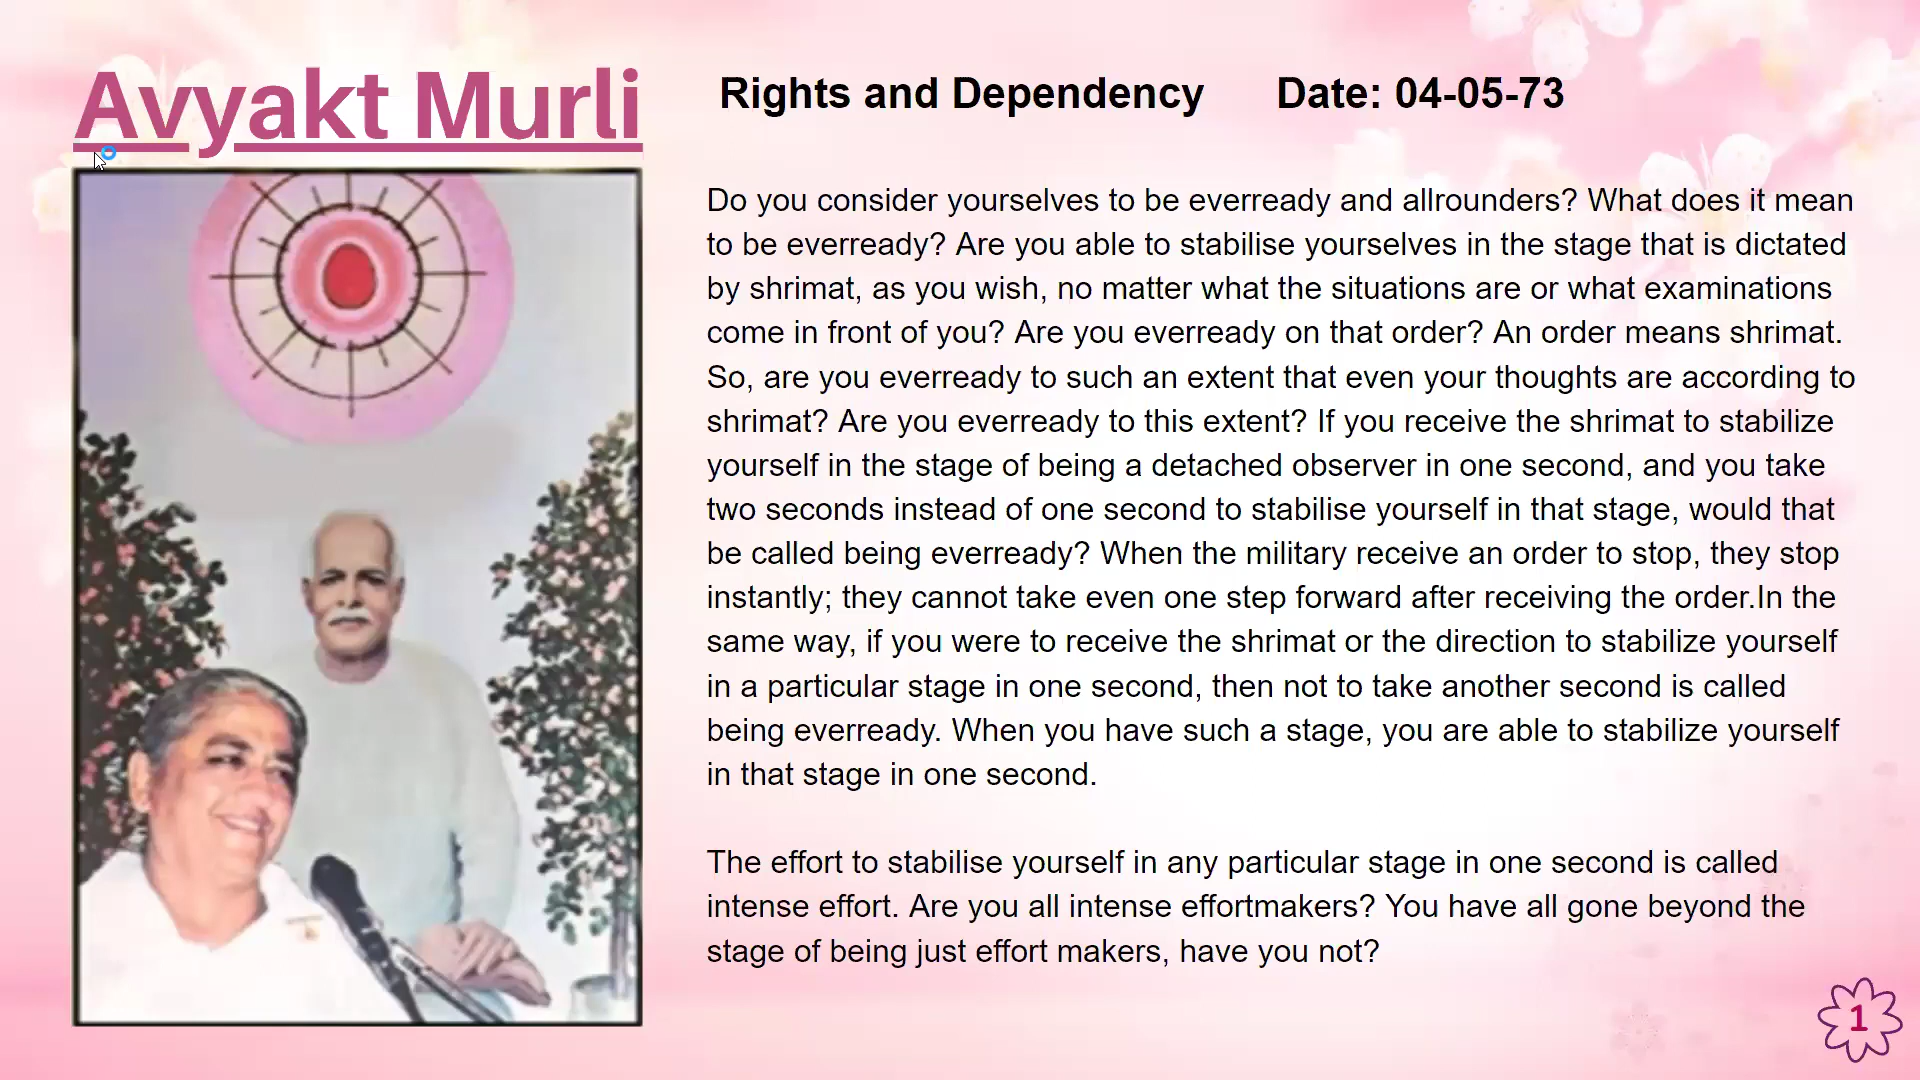 Avyakt Murli
Rights and Dependency Date: 04-05-73
Do you consider yourselves to be everready and allrounders? What does it mean
to be everready? Are you able to stabilise yourselves in the stage that is dictated
by shrimat, as you wish, no matter what the situations are or what examinations
come in front of you? Are you everready on that order? An order means shrimat.
So, are you everready to such an extent that even your thoughts are according to
shrimat? Are you everready to this extent? If you receive the shrimat to stabilize
yourself in the stage of being a detached observer in one second, and you take
two seconds instead of one second to stabilise yourself in that stage, would that
be called being everready? When the military receive an order to stop, they stop
instantly; they cannot take even one step forward after receiving the order.In the
same way, if you were to receive the shrimat or the direction to stabilize yourself
in a particular stage in one second, then not to take another second is called
being everready. When you have such a stage, you are able to stabilize yourself
in that stage in one second.
The effort to stabilise yourself in any particular stage in one second is called
intense effort. Are you all intense effortmakers? You have all gone beyond the
stage of being just effort makers, have you not?
1